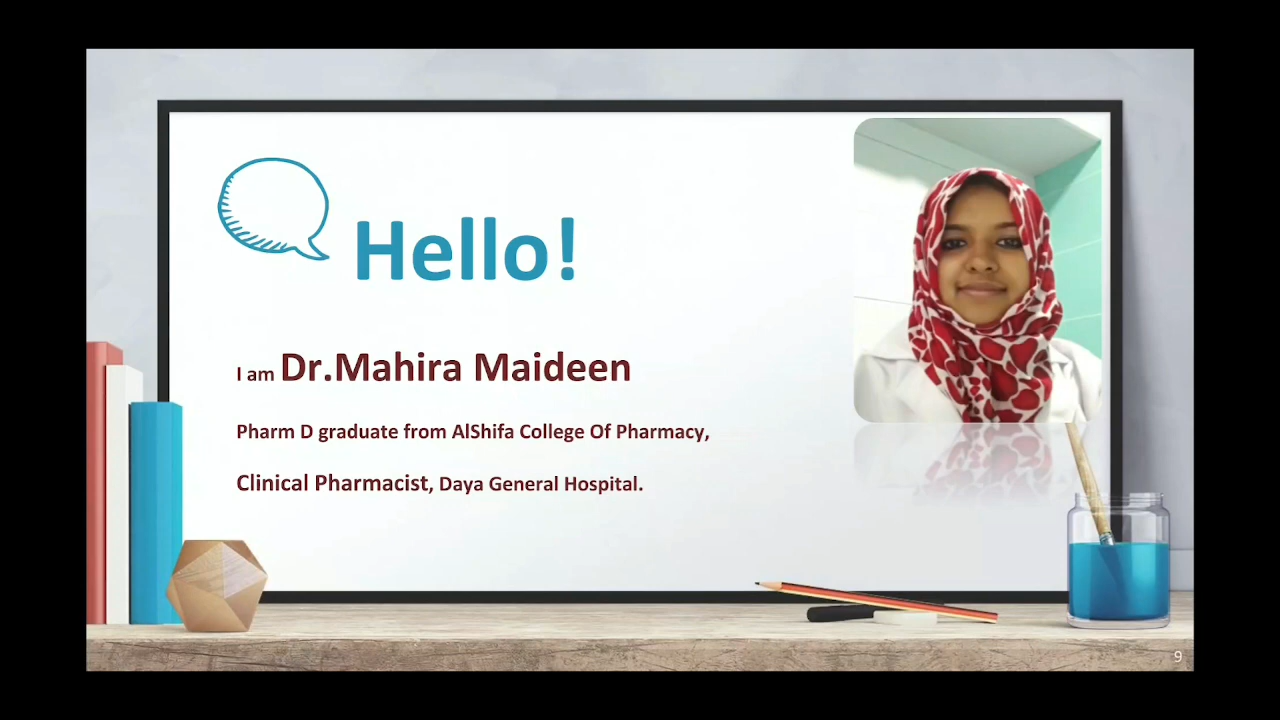 Hello!
I am Dr.Mahira Maideen
Pharm D graduate from AlShifa College Of Pharmacy,
Clinical Pharmacist, Daya General Hospital.
9